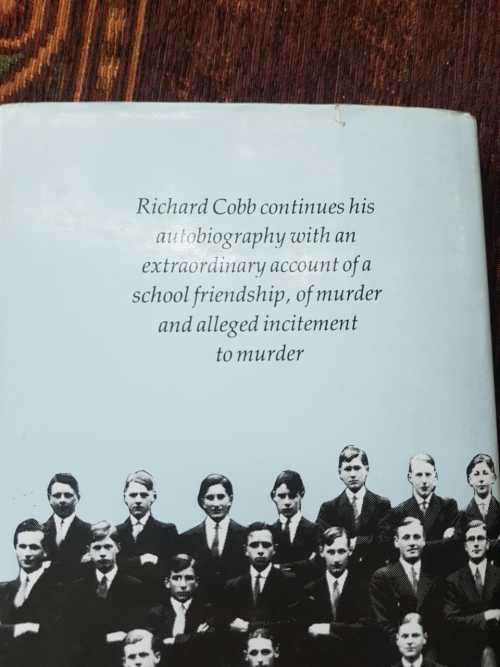 Richard Cobb continues his
autobiography with an
extraordinary account of a
school friendship, of murder
and alleged incitement
to murder